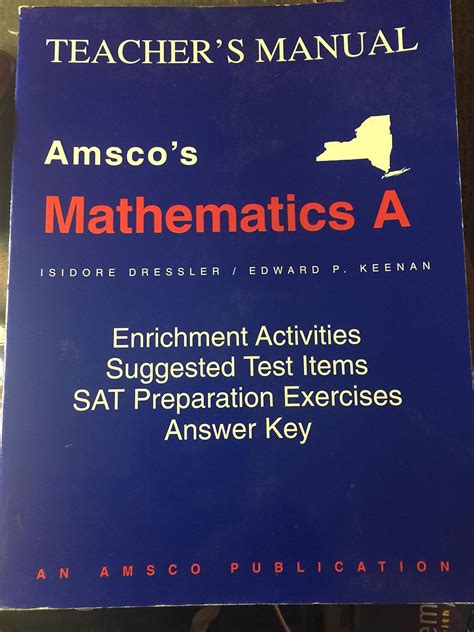 TEACHER'S MANUAL
Amsco's
Mathematics A
ISIDORE DRESSLER / EDWARD P. KEENAN
Enrichment Activities
Suggested Test Items
SAT Preparation Exercises
Answer Key
AN AMSCO PUBLICATION